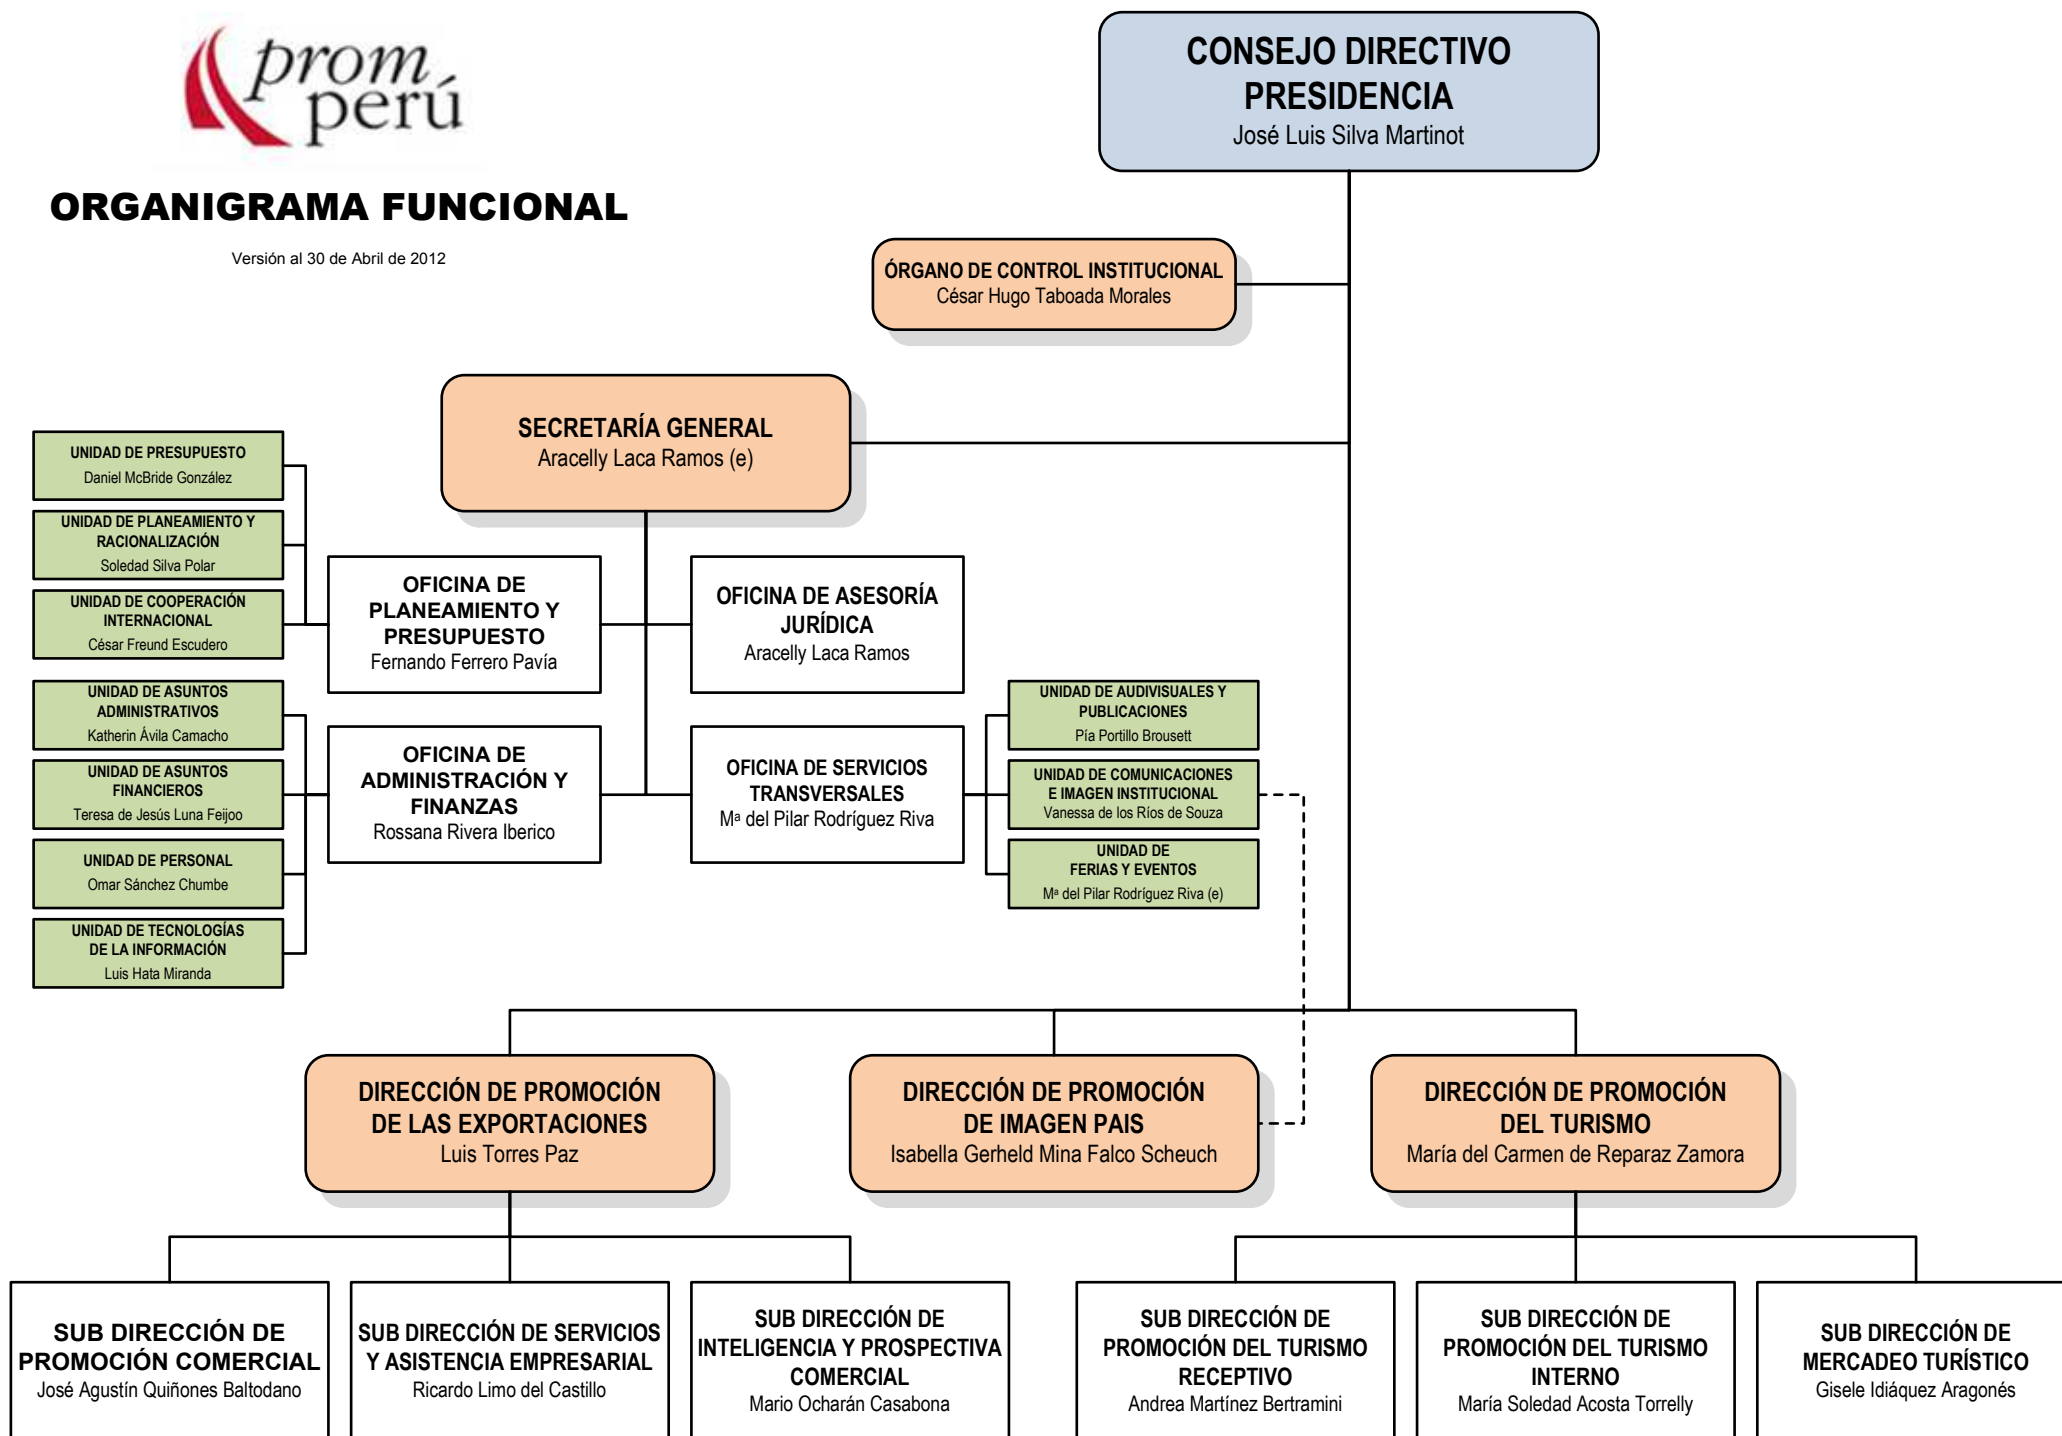 prom
perú
ORGANIGRAMA FUNCIONAL
Versión al 30 de Abril de 2012
CONSEJO DIRECTIVO
PRESIDENCIA
José Luis Silva Martinot
ÓRGANO DE CONTROL INSTITUCIONAL
César Hugo Taboada Morales
SECRETARÍA GENERAL
Aracelly Laca Ramos (e)
UNIDAD DE PRESUPUESTO
Daniel McBride González
UNIDAD DE PLANEAMIENTO Y
RACIONALIZACIÓN
Soledad Silva Polar
UNIDAD DE COOPERACIÓN
INTERNACIONAL
César Freund Escudero
OFICINA DE
PLANEAMIENTO Y
PRESUPUESTO
Fernando Ferrero Pavía
OFICINA DE ASESORÍA
JURÍDICA
Aracelly Laca Ramos
UNIDAD DE ASUNTOS
ADMINISTRATIVOS
Katherin Ávila Camacho
UNIDAD DE ASUNTOS
FINANCIEROS
Teresa de Jesús Luna Feijoo
UNIDAD DE PERSONAL
Omar Sánchez Chumbe
UNIDAD DE TECNOLOGÍAS
DE LA INFORMACIÓN
Luis Hata Miranda
OFICINA DE
ADMINISTRACIÓN Y
FINANZAS
Rossana Rivera Iberico
OFICINA DE SERVICIOS
TRANSVERSALES
Mª del Pilar Rodríguez Riva
UNIDAD DE AUDIVISUALES Y
PUBLICACIONES
Pía Portillo Brousett
UNIDAD DE COMUNICACIONES
E IMAGEN INSTITUCIONAL
Vanessa de los Ríos de Souza
UNIDAD DE
FERIAS Y EVENTOS
Mª del Pilar Rodríguez Riva (e)
DIRECCIÓN DE PROMOCIÓN
DE LAS EXPORTACIONES
Luis Torres Paz
DIRECCIÓN DE PROMOCIÓN
DE IMAGEN PAIS
Isabella Gerheld Mina Falco Scheuch
DIRECCIÓN DE PROMOCIÓN
DEL TURISMO
María del Carmen de Reparaz Zamora
SUB DIRECCIÓN DE
PROMOCIÓN COMERCIAL
José Agustín Quiñones Baltodano
SUB DIRECCIÓN DE SERVICIOS
Y ASISTENCIA EMPRESARIAL
Ricardo Limo del Castillo
SUB DIRECCIÓN DE
INTELIGENCIA Y PROSPECTIVA
COMERCIAL
Mario Ocharán Casabona
SUB DIRECCIÓN DE
PROMOCIÓN DEL TURISMO
RECEPTIVO
Andrea Martínez Bertramini
SUB DIRECCIÓN DE
PROMOCIÓN DEL TURISMO
INTERNO
María Soledad Acosta Torrelly
SUB DIRECCIÓN DE
MERCADEO TURÍSTICO
Gisele Idiáquez Aragonés